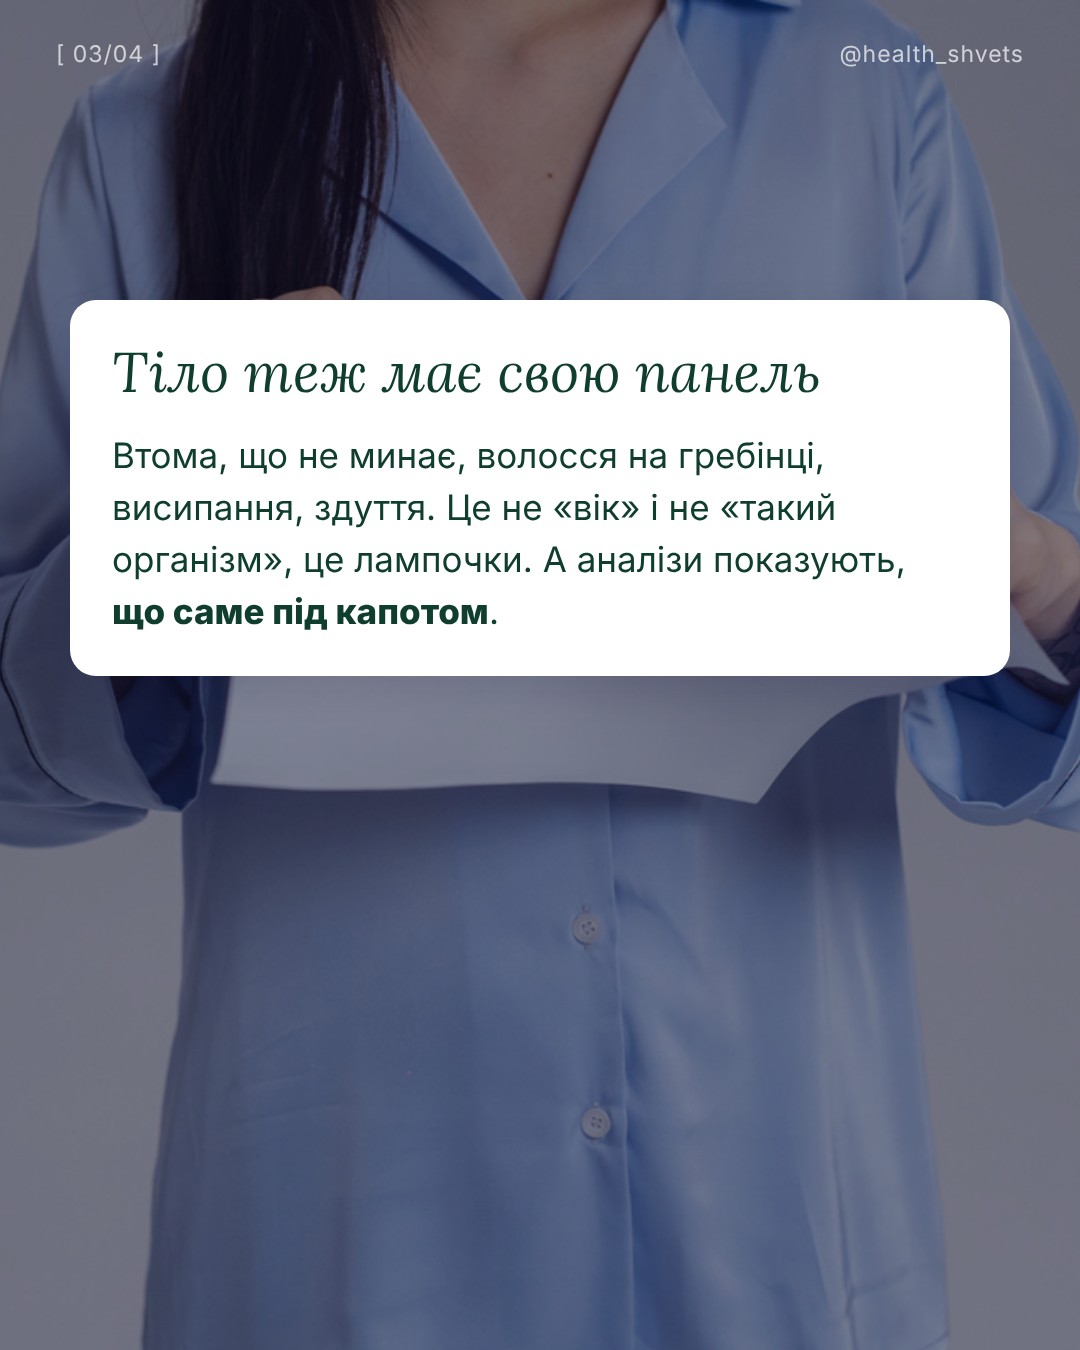 [ 03/04 ]
@health_shvets
Тіло теж має свою панель
Втома, що не минає, волосся на гребінці,
висипання, здуття. Це не «вік» і не «такий
організм», це лампочки. А аналізи показують,
що саме під капотом.